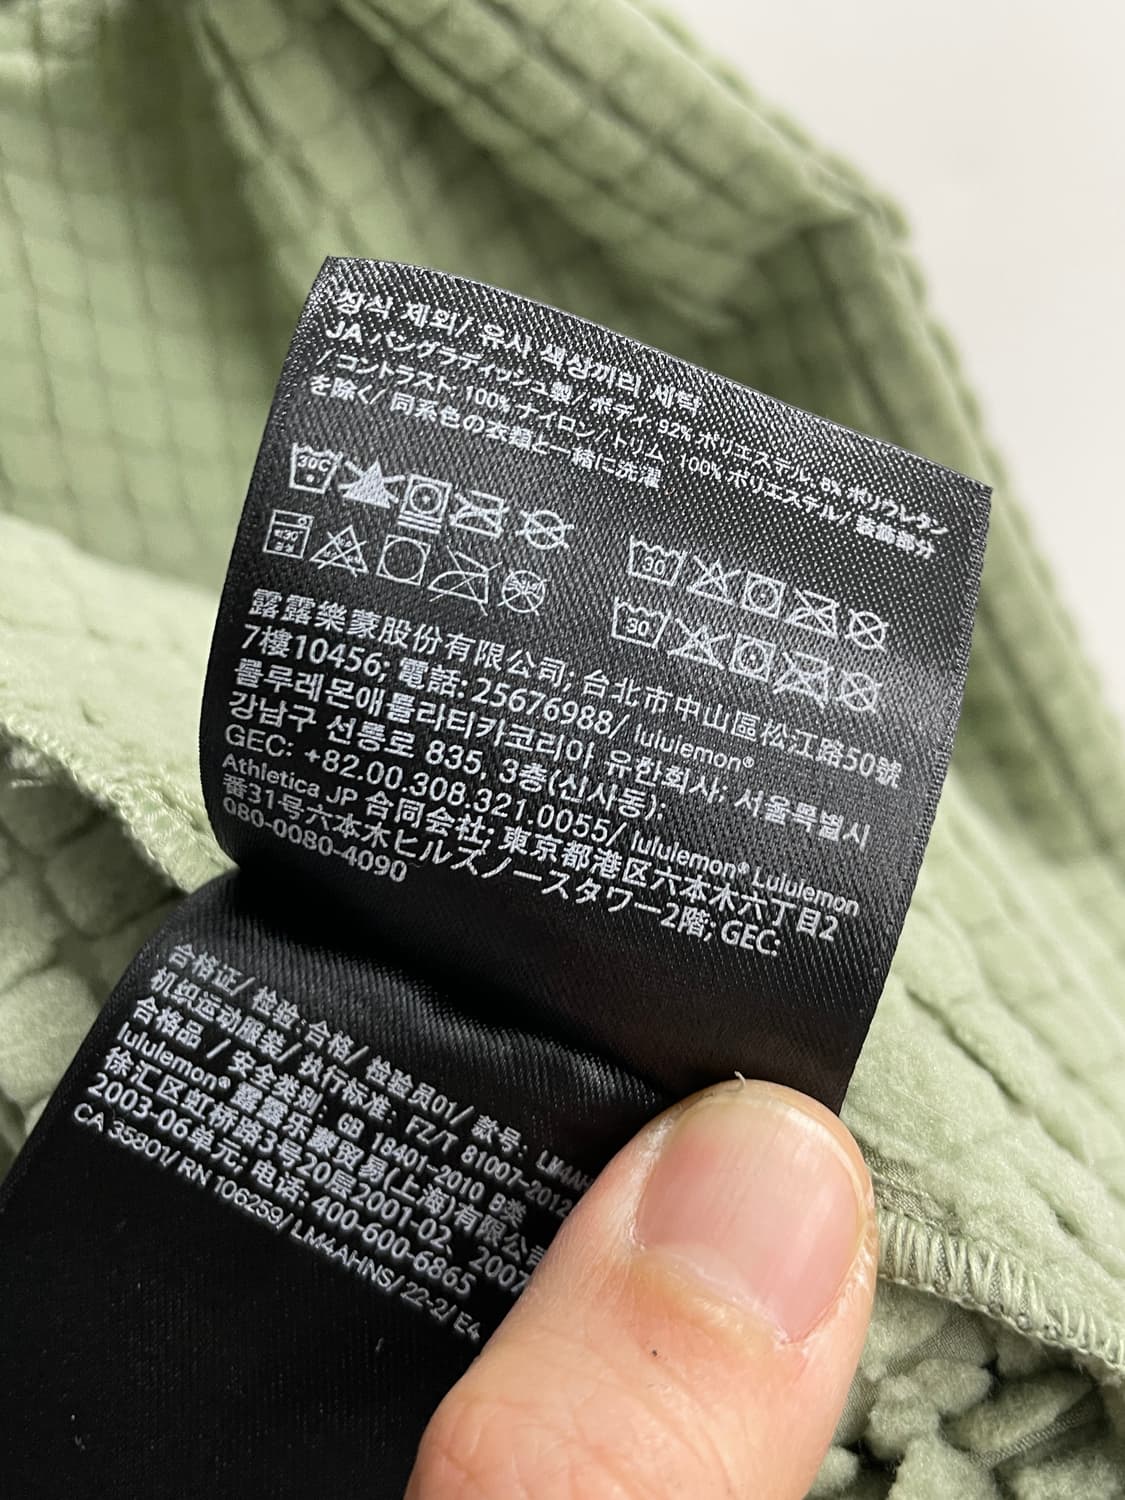 장식 제외/ 유사 색상끼리 세탁
JA バングラディッシュ製/ ボディ 92% ポリエステル, 8% ポリウレタン
/ コントラスト 100% ナイロン/ トリム 100% ポリエステル/ 装飾部分
を除く/ 同系色の衣類と一緒に洗濯
30C
30
30
露露樂蒙股份有限公司; 台北市中山區松江路50號
7樓10456; 電話: 25676988/ lululemon®
룰루레몬애틀라티카코리아 유한회사; 서울특별시
강남구 선릉로 835, 3층(신사동);
GEC: +82.00.308.321.0055/ lululemon® Lululemon
Athletica JP 合同会社; 東京都港区六本木六丁目2
番31号六本木ヒルズノースタワー2階; GEC:
080-0080-4090
合格证/ 检验: 合格/ 检验员01/ 款号: LM4AH
机织运动服装/ 执行标准: FZ/T 81007-2012
合格品 / 安全类别: GB 18401-2010 B类
lululemon® 露露乐蒙贸易(上海)有限公司
徐汇区虹桥路3号20层2001-02、2007
2003-06单元; 电话: 400-600-6865
CA 35801/ RN 106259/ LM4AHNS/ 22-2/ E4